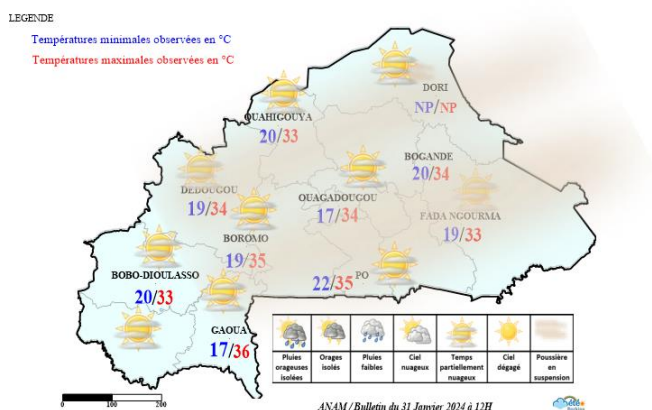 LEGENDE
Températures minimales observées en °C
Températures maximales observées en °C
DORI
NP/NP
OUAHIGOUYA
20/33
BOGANDE
20/34
DEDOUGOU
19/34
OUAGADOUGOU
17/34
FADA NGOURMA
19/33
BOROMO
19/35
BOBO-DIOULASSO
20/33
PO
22/35
GAOUA
17/36
Pluies orageuses isolées
Orages isolés
Pluies faibles
Ciel nuageux
Temps partiellement nuageux
Ciel dégagé
Poussière en suspension
0 100 200
ANAM / Bulletin du 31 Janvier 2024 à 12H